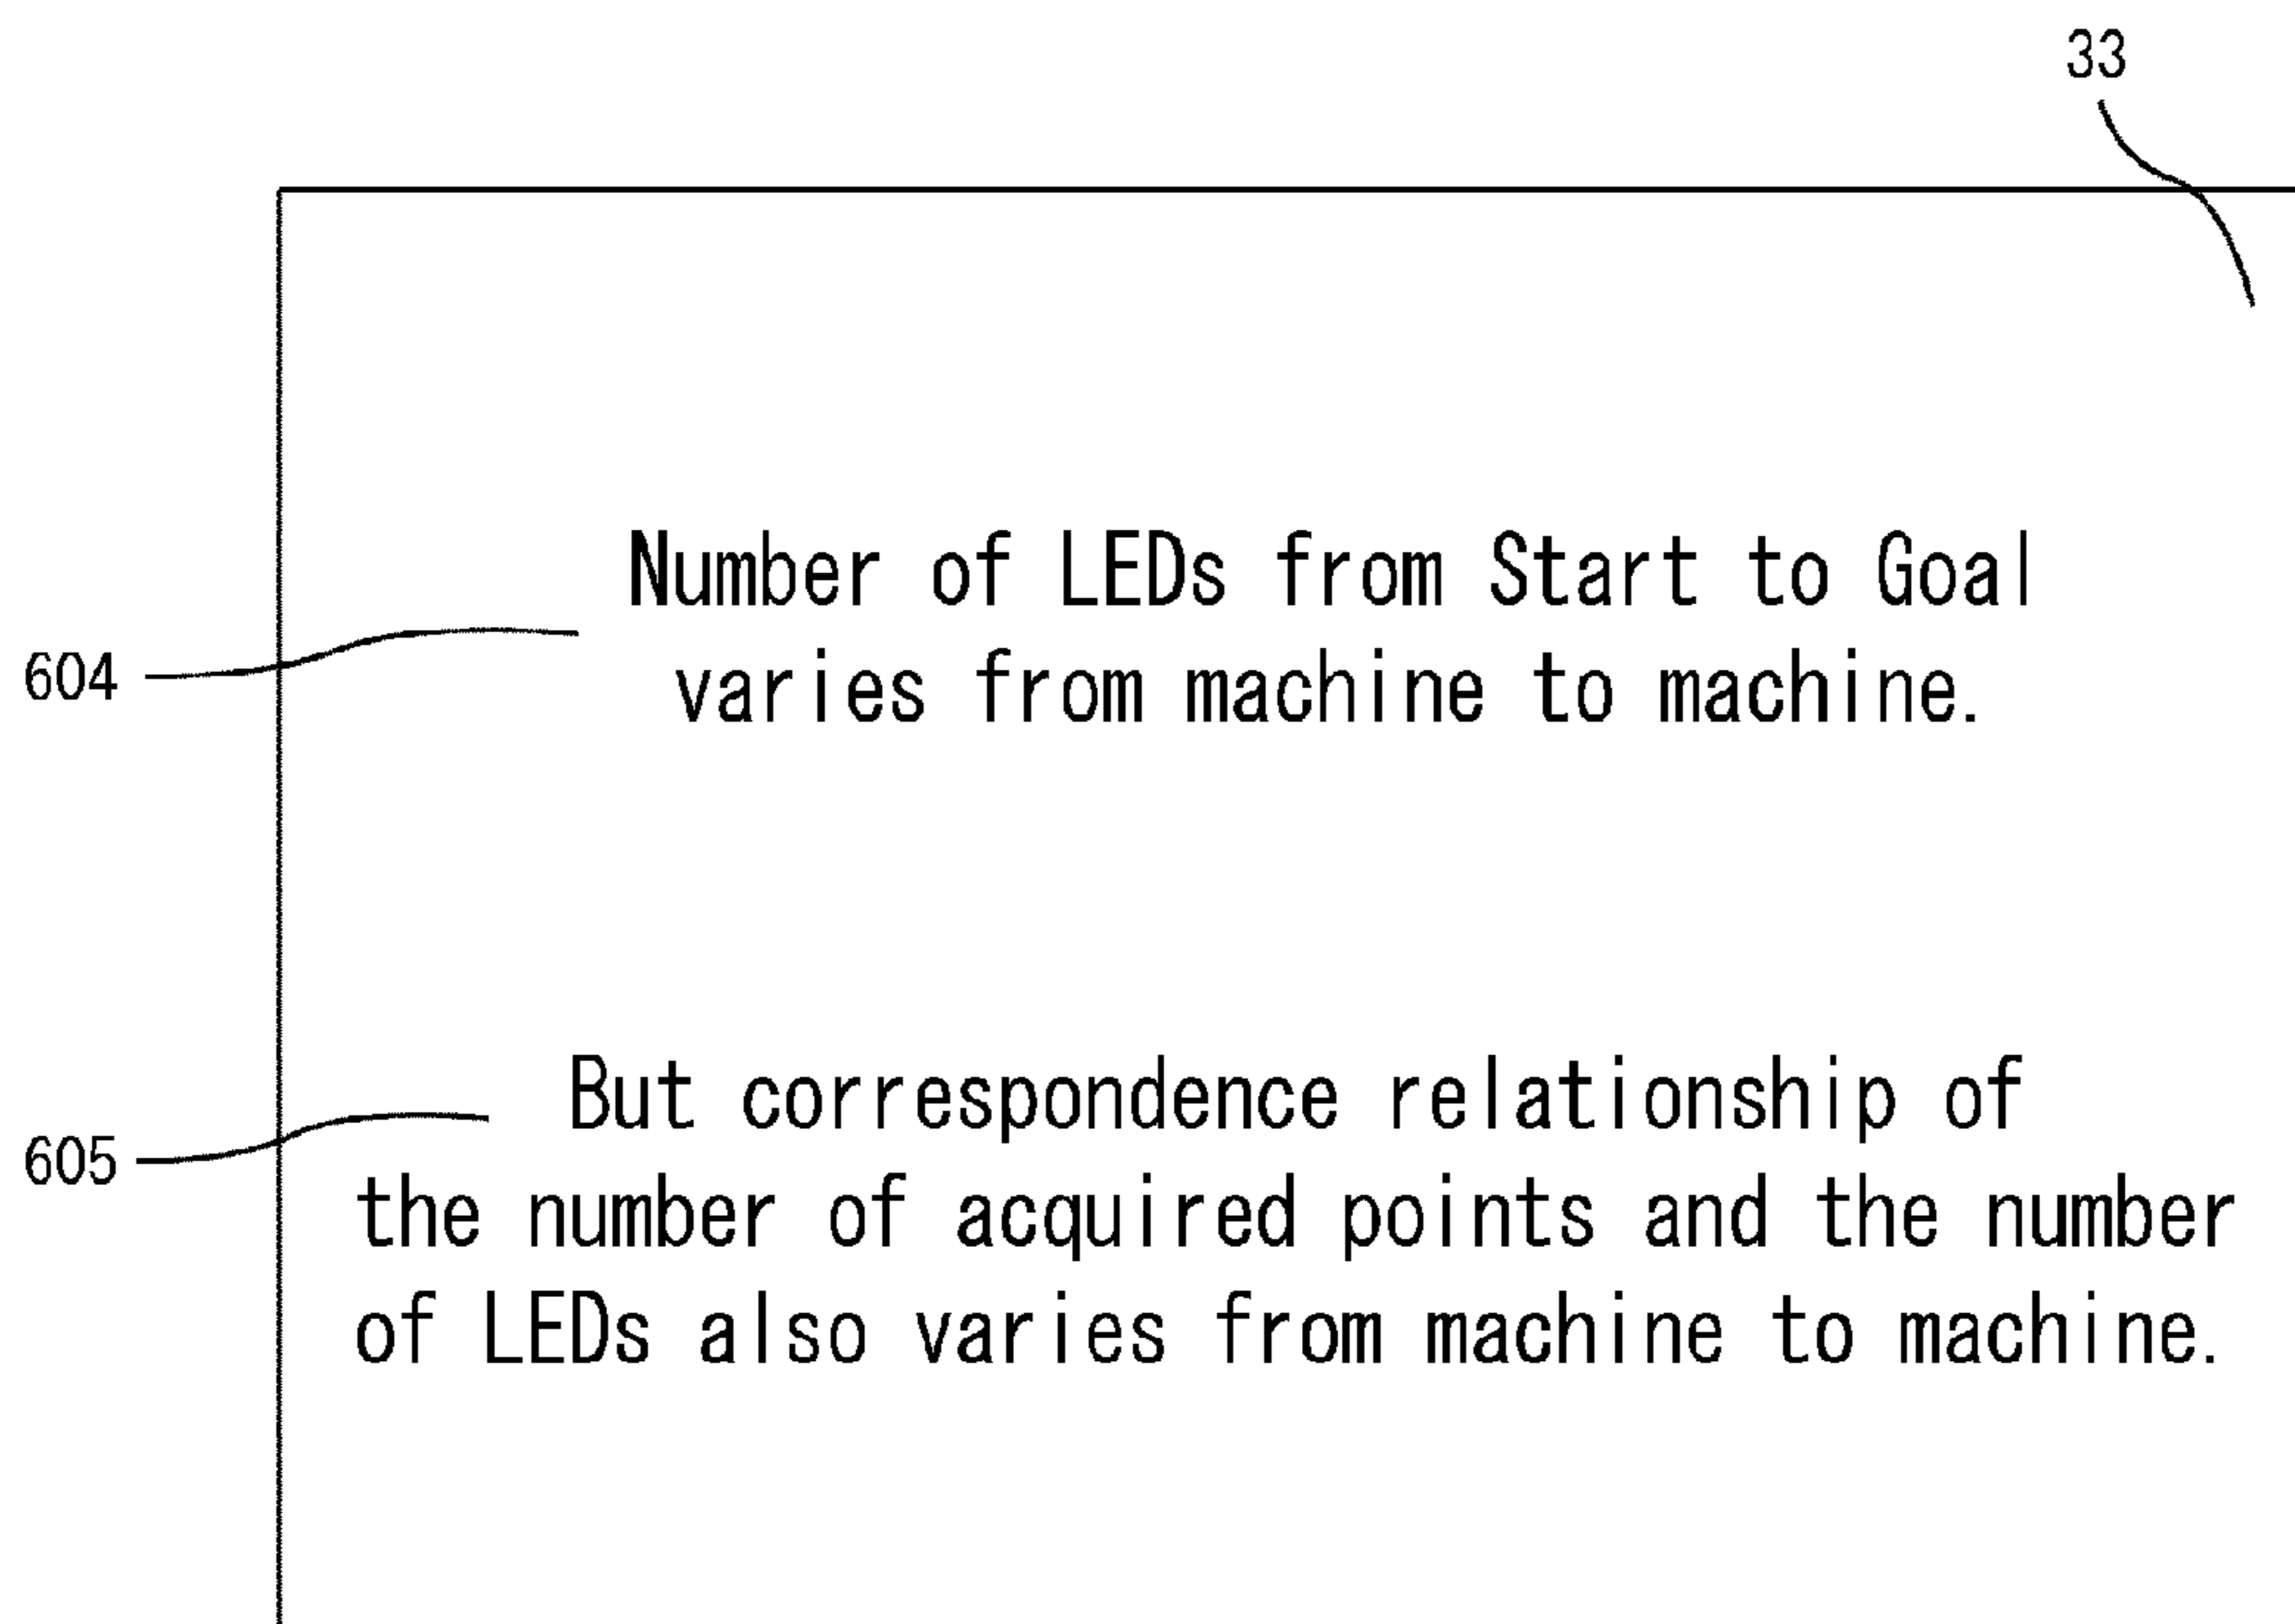 33
Number of LEDs from Start to Goal
604
varies from machine to machine.
But correspondence relationship of
605
the number of acquired points and the number
of LEDs also varies from machine to machine.